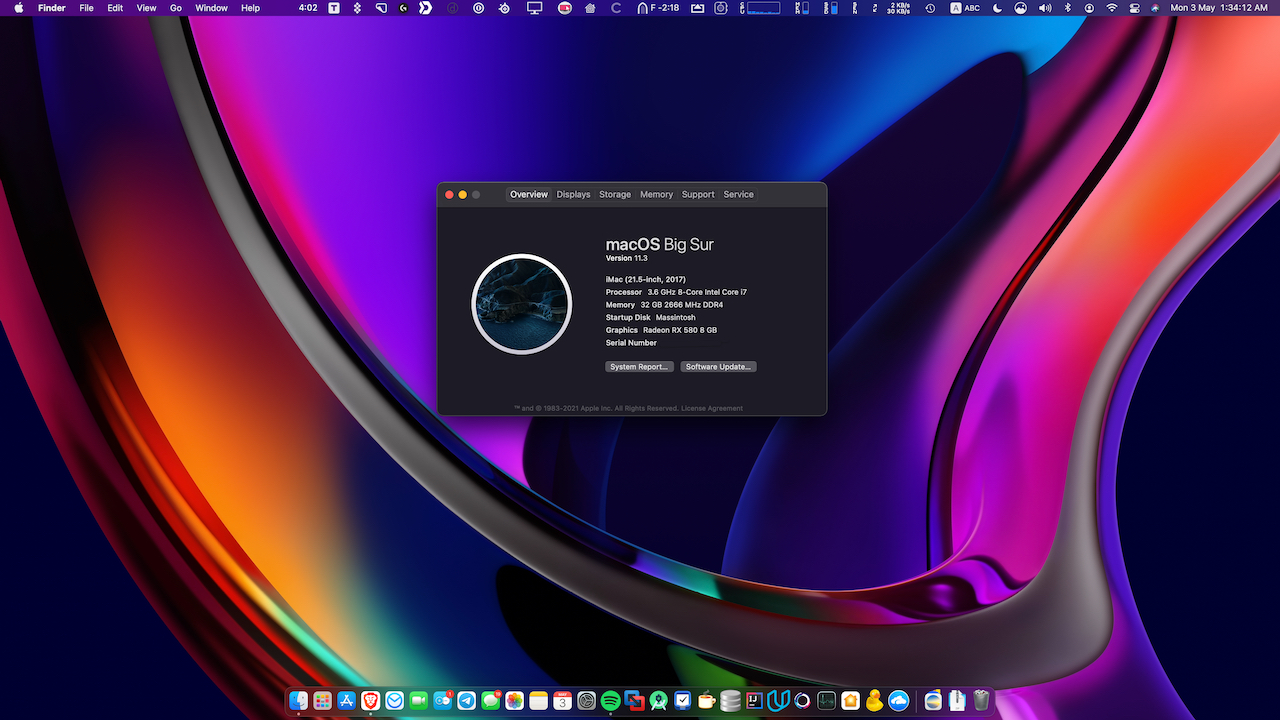 Finder File Edit View Go Window Help 4:02 F -2:18 2 KB/s ABC Mon 3 May 1:34:12 AM
30 KB/s
Overview Displays Storage Memory Support Service
macOS Big Sur
Version 11.3
iMac (21.5-inch, 2017)
Processor 3.6 GHz 8-Core Intel Core i7
Memory 32 GB 2666 MHz DDR4
Startup Disk Massintosh
Graphics Radeon RX 580 8 GB
Serial Number
System Report... Software Update...
™ and © 1983-2021 Apple Inc. All Rights Reserved. License Agreement
3